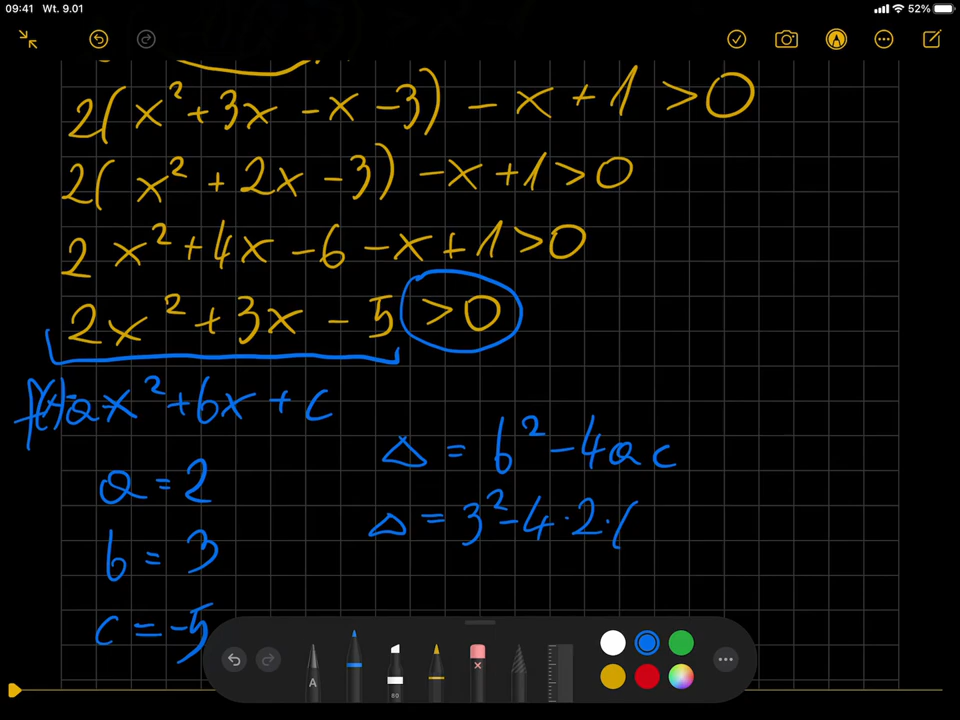 09:41 Wt. 9.01 52%
2(x² + 3x - x - 3) - x + 1 > 0
2(x² + 2x - 3) - x + 1 > 0
2x² + 4x - 6 - x + 1 > 0
2x² + 3x - 5 > 0
f(x)=ax² + bx + c
Δ = b² - 4ac
a = 2
Δ = 3² - 4 · 2 · (
b = 3
c = -5
A
80